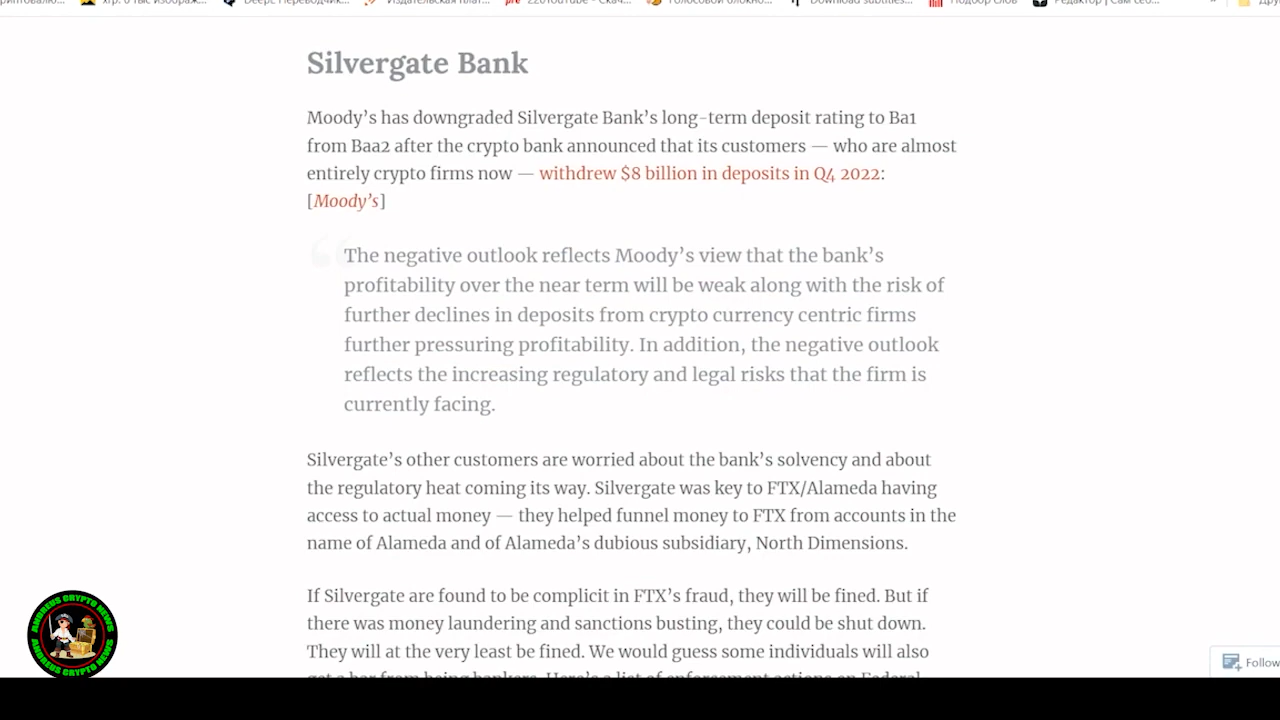 Silvergate Bank
Moody’s has downgraded Silvergate Bank’s long-term deposit rating to Ba1
from Baa2 after the crypto bank announced that its customers — who are almost
entirely crypto firms now — withdrew $8 billion in deposits in Q4 2022:
[Moody’s]
“ The negative outlook reflects Moody’s view that the bank’s
profitability over the near term will be weak along with the risk of
further declines in deposits from crypto currency centric firms
further pressuring profitability. In addition, the negative outlook
reflects the increasing regulatory and legal risks that the firm is
currently facing.
Silvergate’s other customers are worried about the bank’s solvency and about
the regulatory heat coming its way. Silvergate was key to FTX/Alameda having
access to actual money — they helped funnel money to FTX from accounts in the
name of Alameda and of Alameda’s dubious subsidiary, North Dimensions.
If Silvergate are found to be complicit in FTX’s fraud, they will be fined. But if
there was money laundering and sanctions busting, they could be shut down.
They will at the very least be fined. We would guess some individuals will also
ANDREUS CRYPTO NEWS
ANDREUS CRYPTO NEWS
Follow